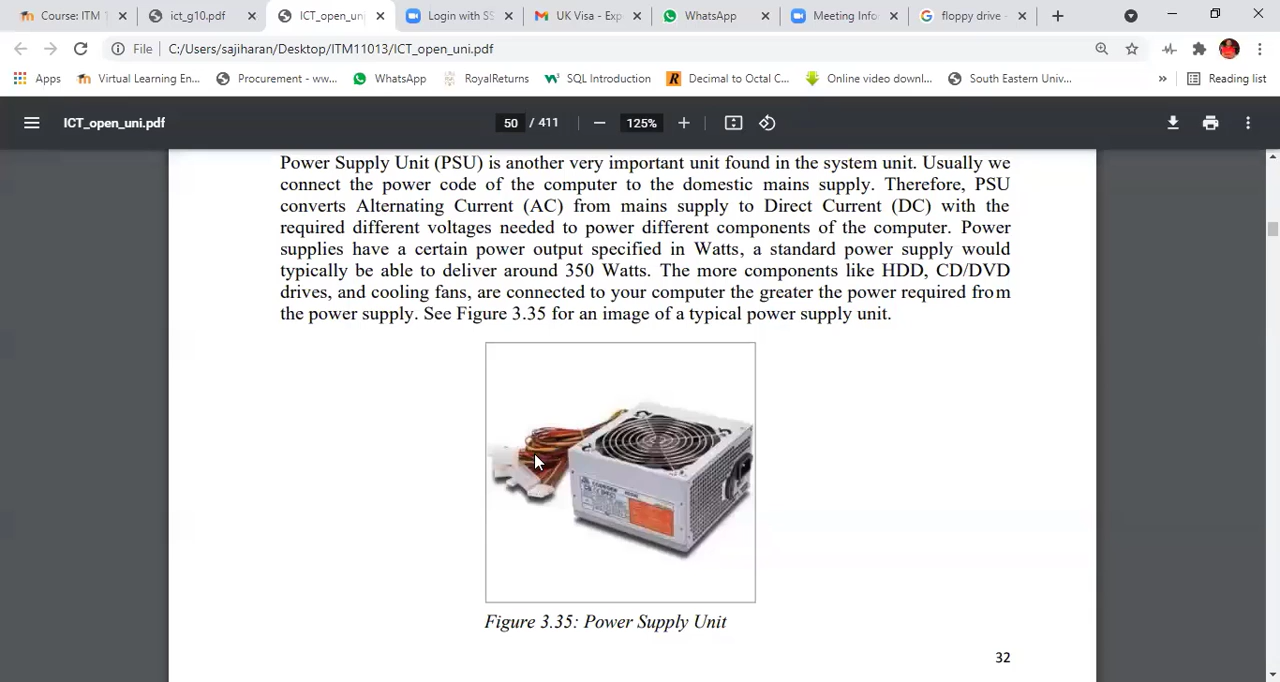 Course: ITM 1
ict_g10.pdf
ICT_open_un
Login with SS
UK Visa - Exp
WhatsApp
Meeting Info
floppy drive -
File
C:/Users/sajiharan/Desktop/ITM11013/ICT_open_uni.pdf
Apps
Virtual Learning En...
Procurement - ww...
WhatsApp
RoyalReturns
SQL Introduction
Decimal to Octal C...
Online video downl...
South Eastern Univ...
»
Reading list
ICT_open_uni.pdf
50 / 411
125%
Power Supply Unit (PSU) is another very important unit found in the system unit. Usually we
connect the power code of the computer to the domestic mains supply. Therefore, PSU
converts Alternating Current (AC) from mains supply to Direct Current (DC) with the
required different voltages needed to power different components of the computer. Power
supplies have a certain power output specified in Watts, a standard power supply would
typically be able to deliver around 350 Watts. The more components like HDD, CD/DVD
drives, and cooling fans, are connected to your computer the greater the power required from
the power supply. See Figure 3.35 for an image of a typical power supply unit.
Figure 3.35: Power Supply Unit
32